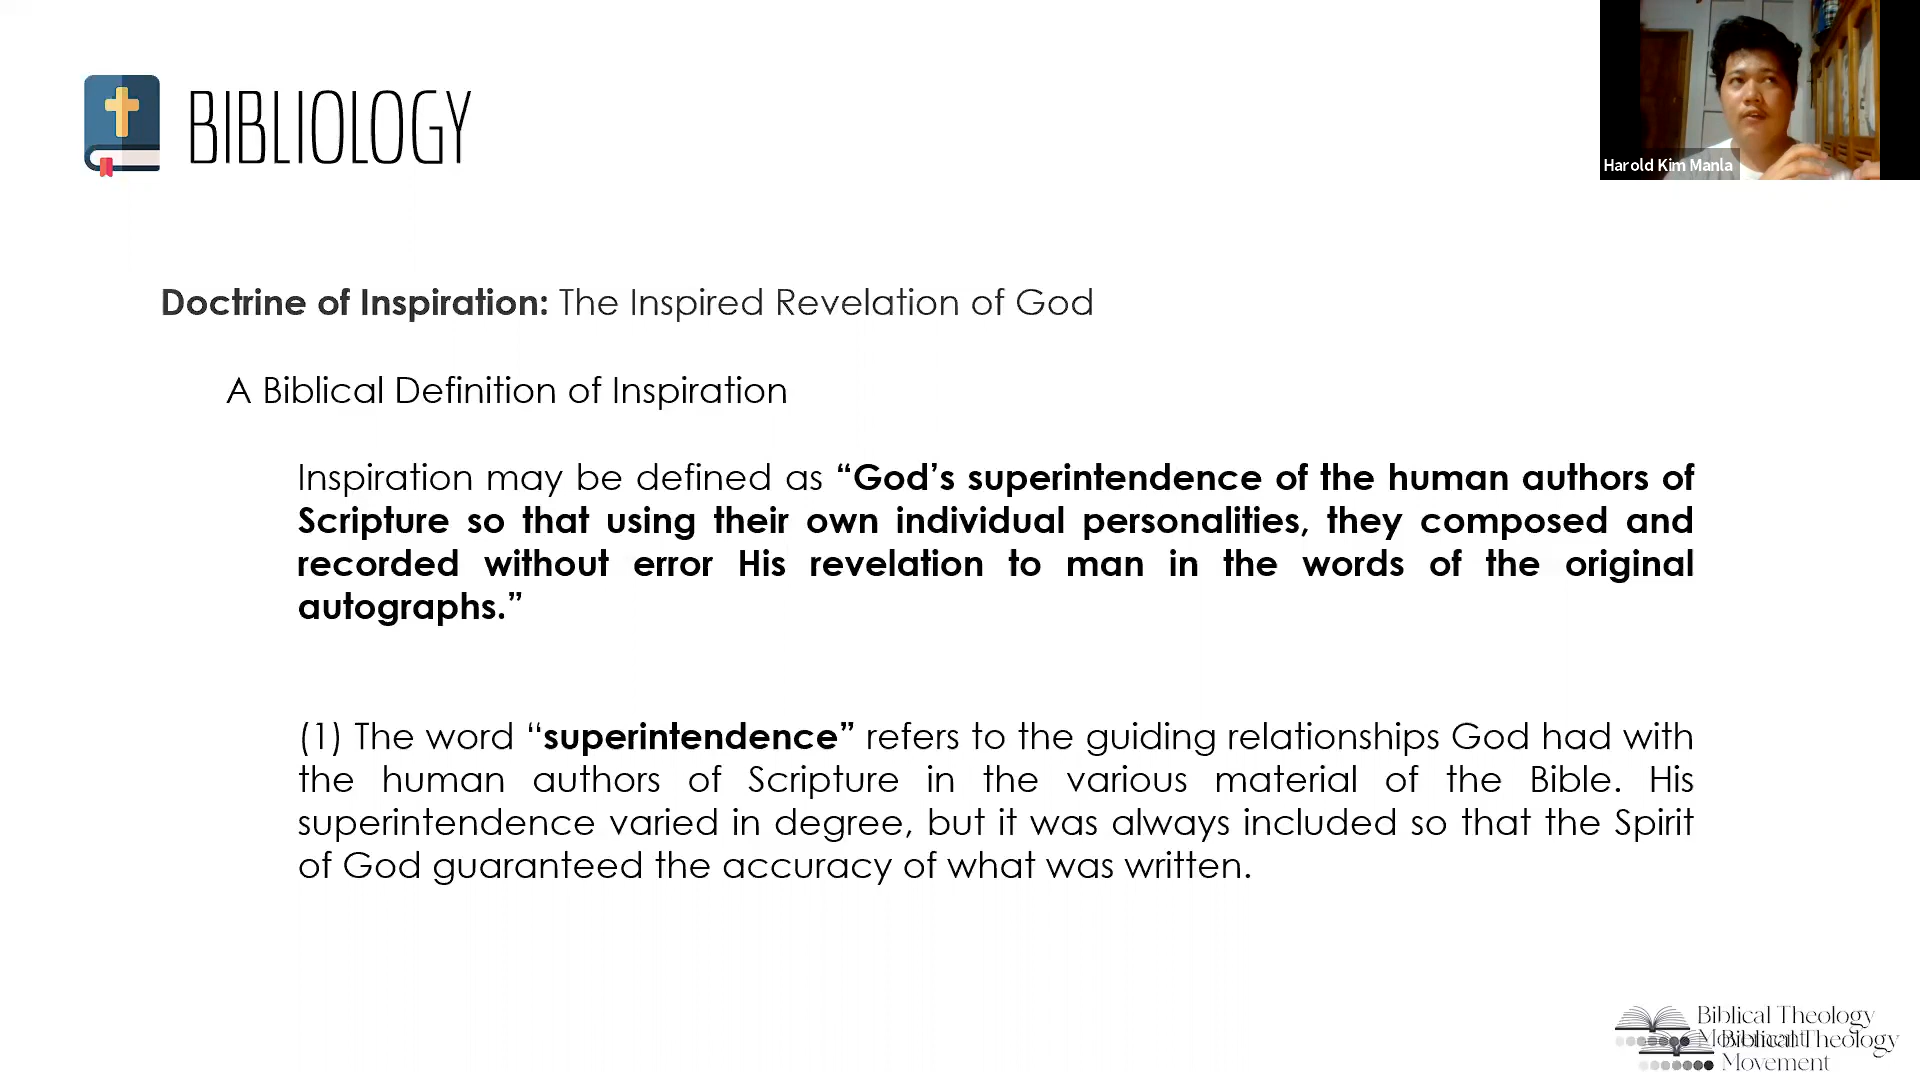 BIBLIOLOGY
Harold Kim Manla
Doctrine of Inspiration: The Inspired Revelation of God
A Biblical Definition of Inspiration
Inspiration may be defined as “God’s superintendence of the human authors of
Scripture so that using their own individual personalities, they composed and
recorded without error His revelation to man in the words of the original
autographs.”
(1) The word “superintendence” refers to the guiding relationships God had with
the human authors of Scripture in the various material of the Bible. His
superintendence varied in degree, but it was always included so that the Spirit
of God guaranteed the accuracy of what was written.
Biblical Theology
Movement
Biblical Theology
Movement